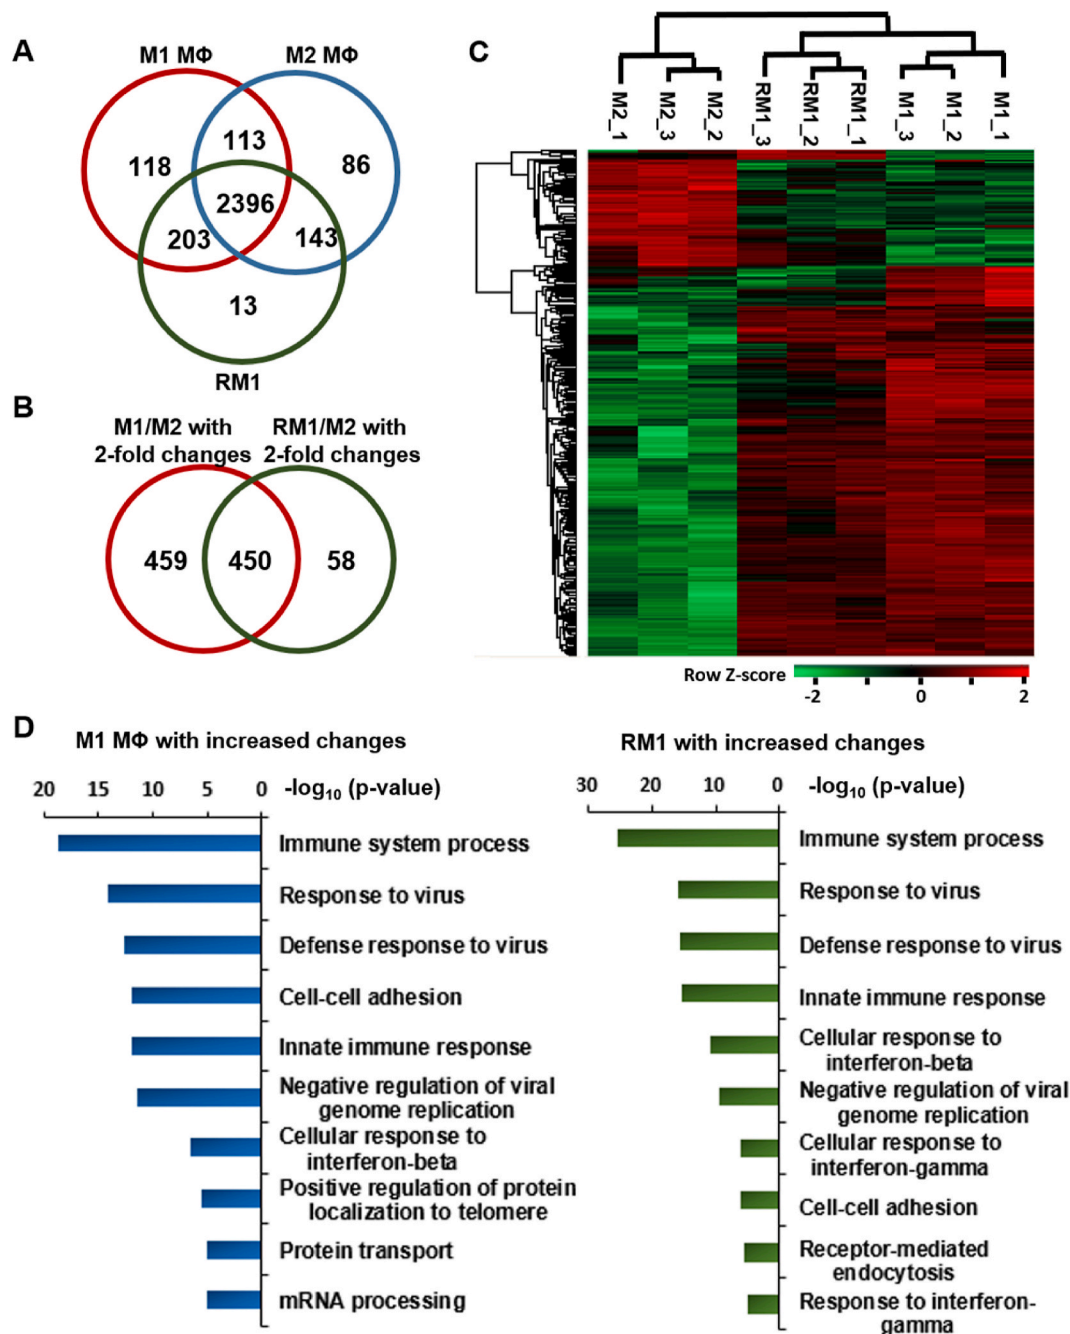 A
M1 MΦ
M2 MΦ
113
118
86
2396
203
143
13
RM1
B
M1/M2 with
2-fold changes
RM1/M2 with
2-fold changes
459
450
58
C
M2_1
M2_3
M2_2
RM1_3
RM1_2
RM1_1
M1_3
M1_2
M1_1
Row Z-score
-2
0
2
D
M1 MΦ with increased changes
20 15 10 5 0 -log₁₀ (p-value)
Immune system process
Response to virus
Defense response to virus
Cell-cell adhesion
Innate immune response
Negative regulation of viral
genome replication
Cellular response to
interferon-beta
Positive regulation of protein
localization to telomere
Protein transport
mRNA processing
RM1 with increased changes
30 20 10 0 -log₁₀ (p-value)
Immune system process
Response to virus
Defense response to virus
Innate immune response
Cellular response to
interferon-beta
Negative regulation of viral
genome replication
Cellular response to
interferon-gamma
Cell-cell adhesion
Receptor-mediated
endocytosis
Response to interferon-
gamma